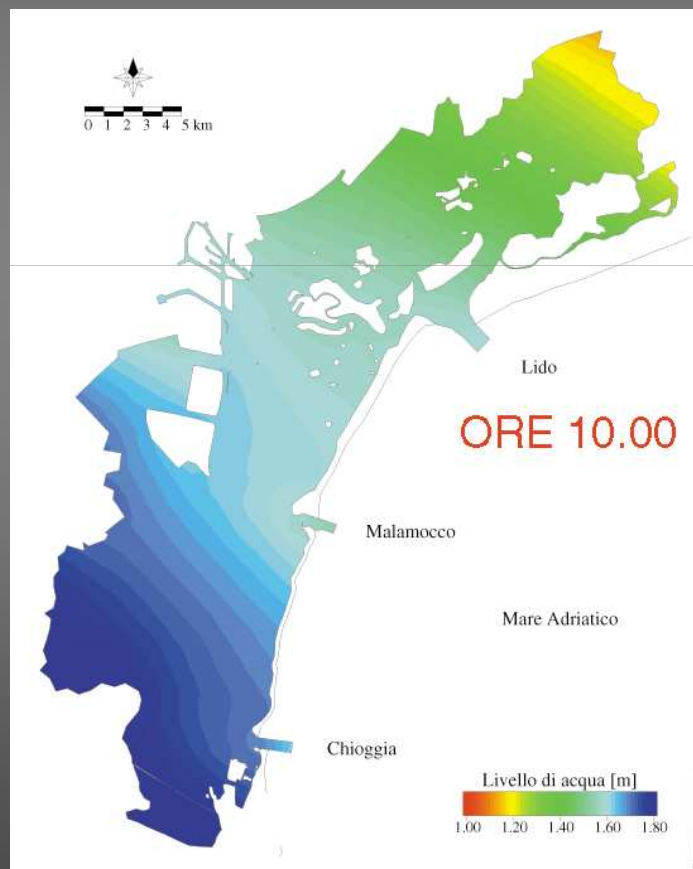 0 1 2 3 4 5 km
Lido
ORE 10.00
Malamocco
Mare Adriatico
Chioggia
Livello di acqua [m]
1.00 1.20 1.40 1.60 1.80